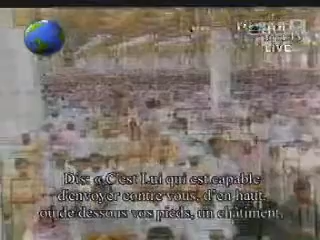 LIVE
Dis: « C'est Lui qui est capable
d'envoyer contre vous, d'en haut,
ou de dessous vos pieds, un châtiment,